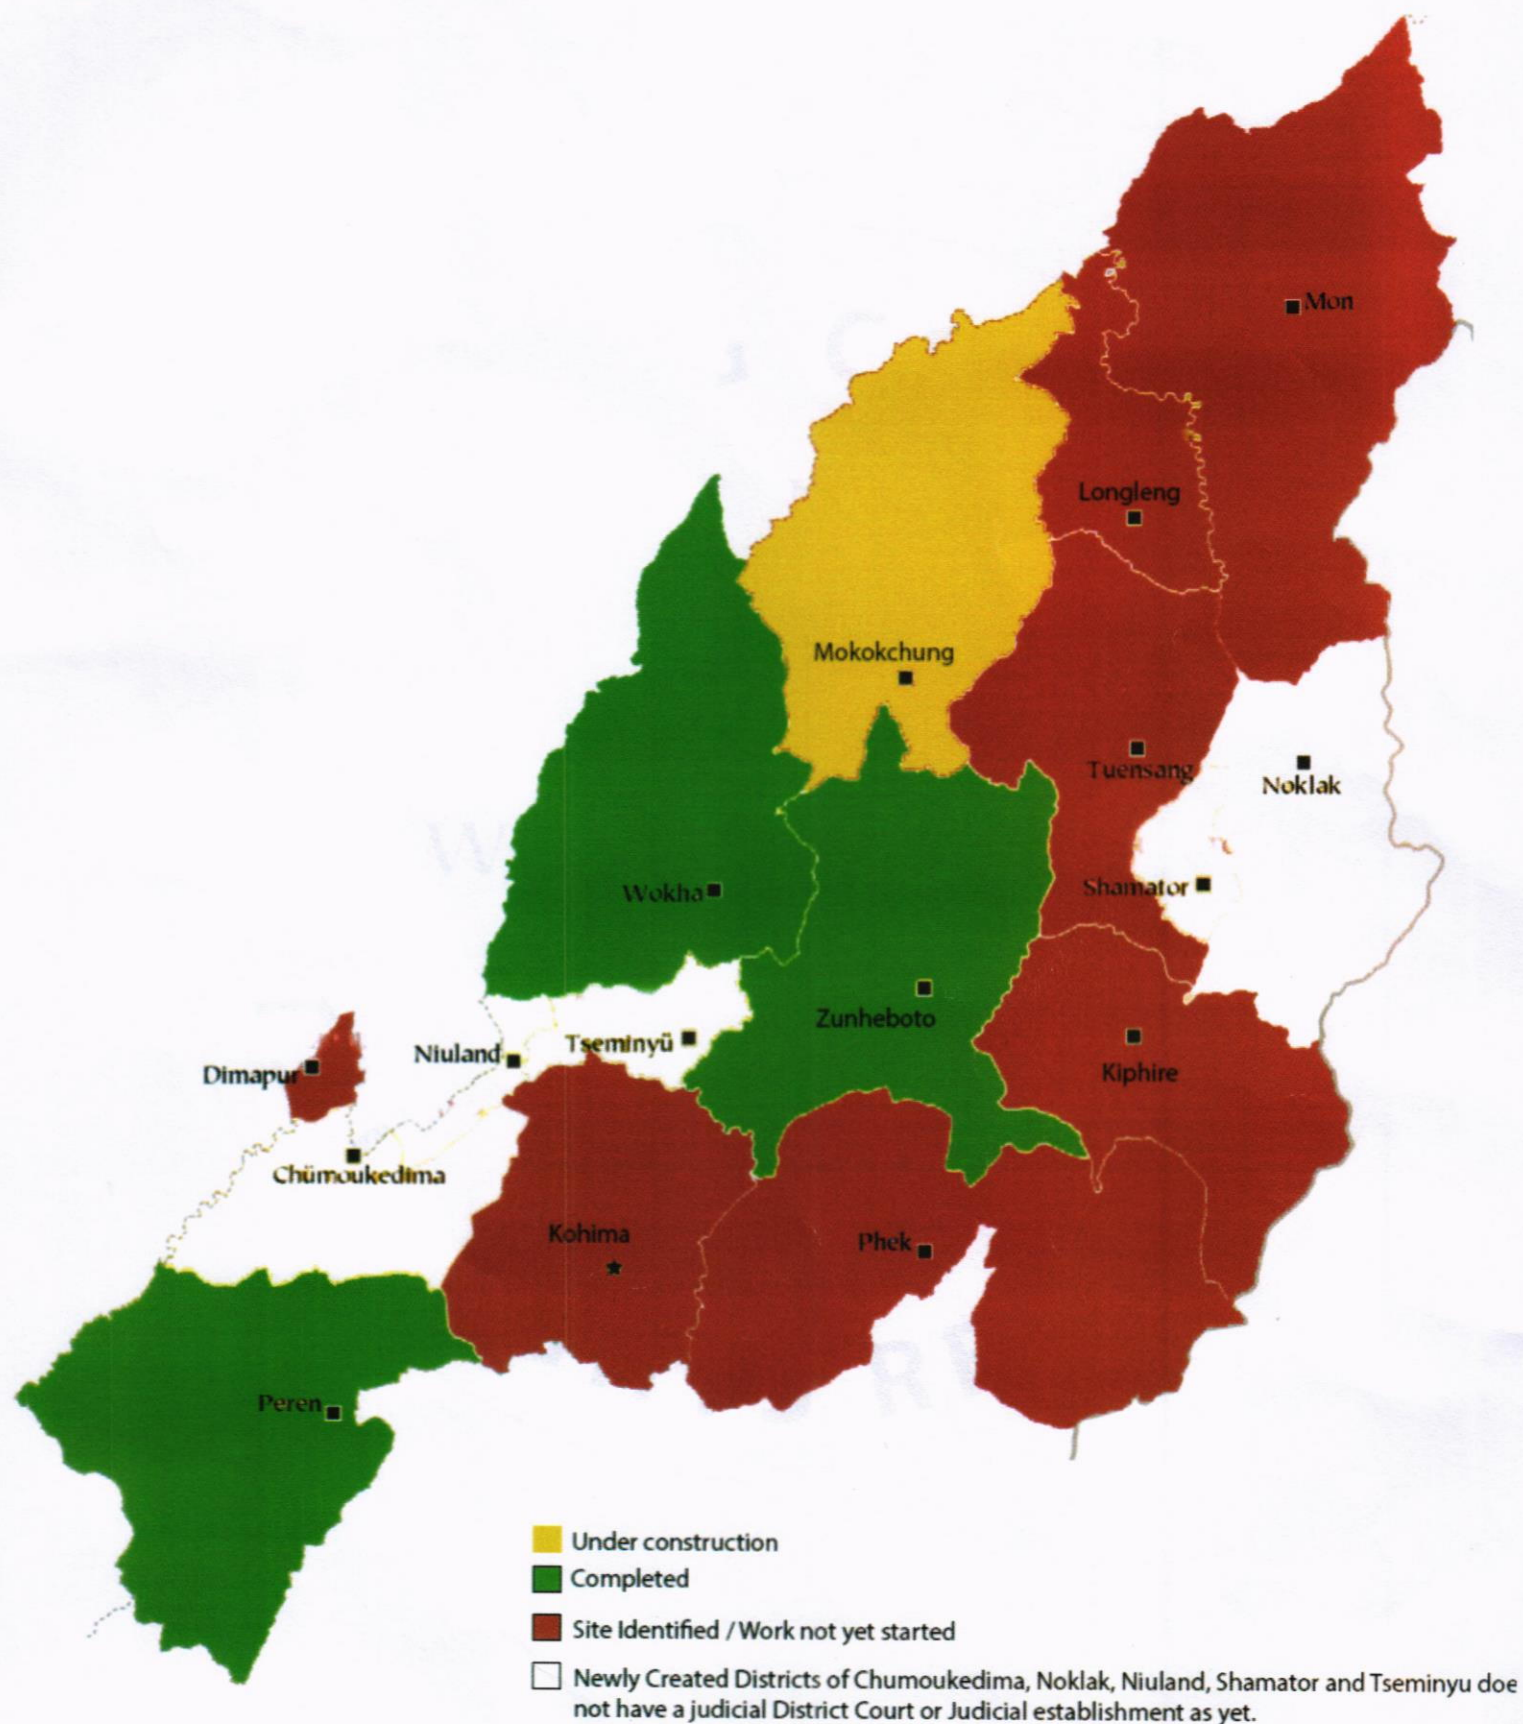 Mon
Longleng
Mokokchung
Tuensang
Noklak
Shamator
Wokha
Zunheboto
Tseminyü
Niuland
Dimapur
Kiphire
Chümoukedima
Kohima
Phek
Peren
Under construction
Completed
Site Identified / Work not yet started
Newly Created Districts of Chumoukedima, Noklak, Niuland, Shamator and Tseminyu doe
not have a judicial District Court or Judicial establishment as yet.